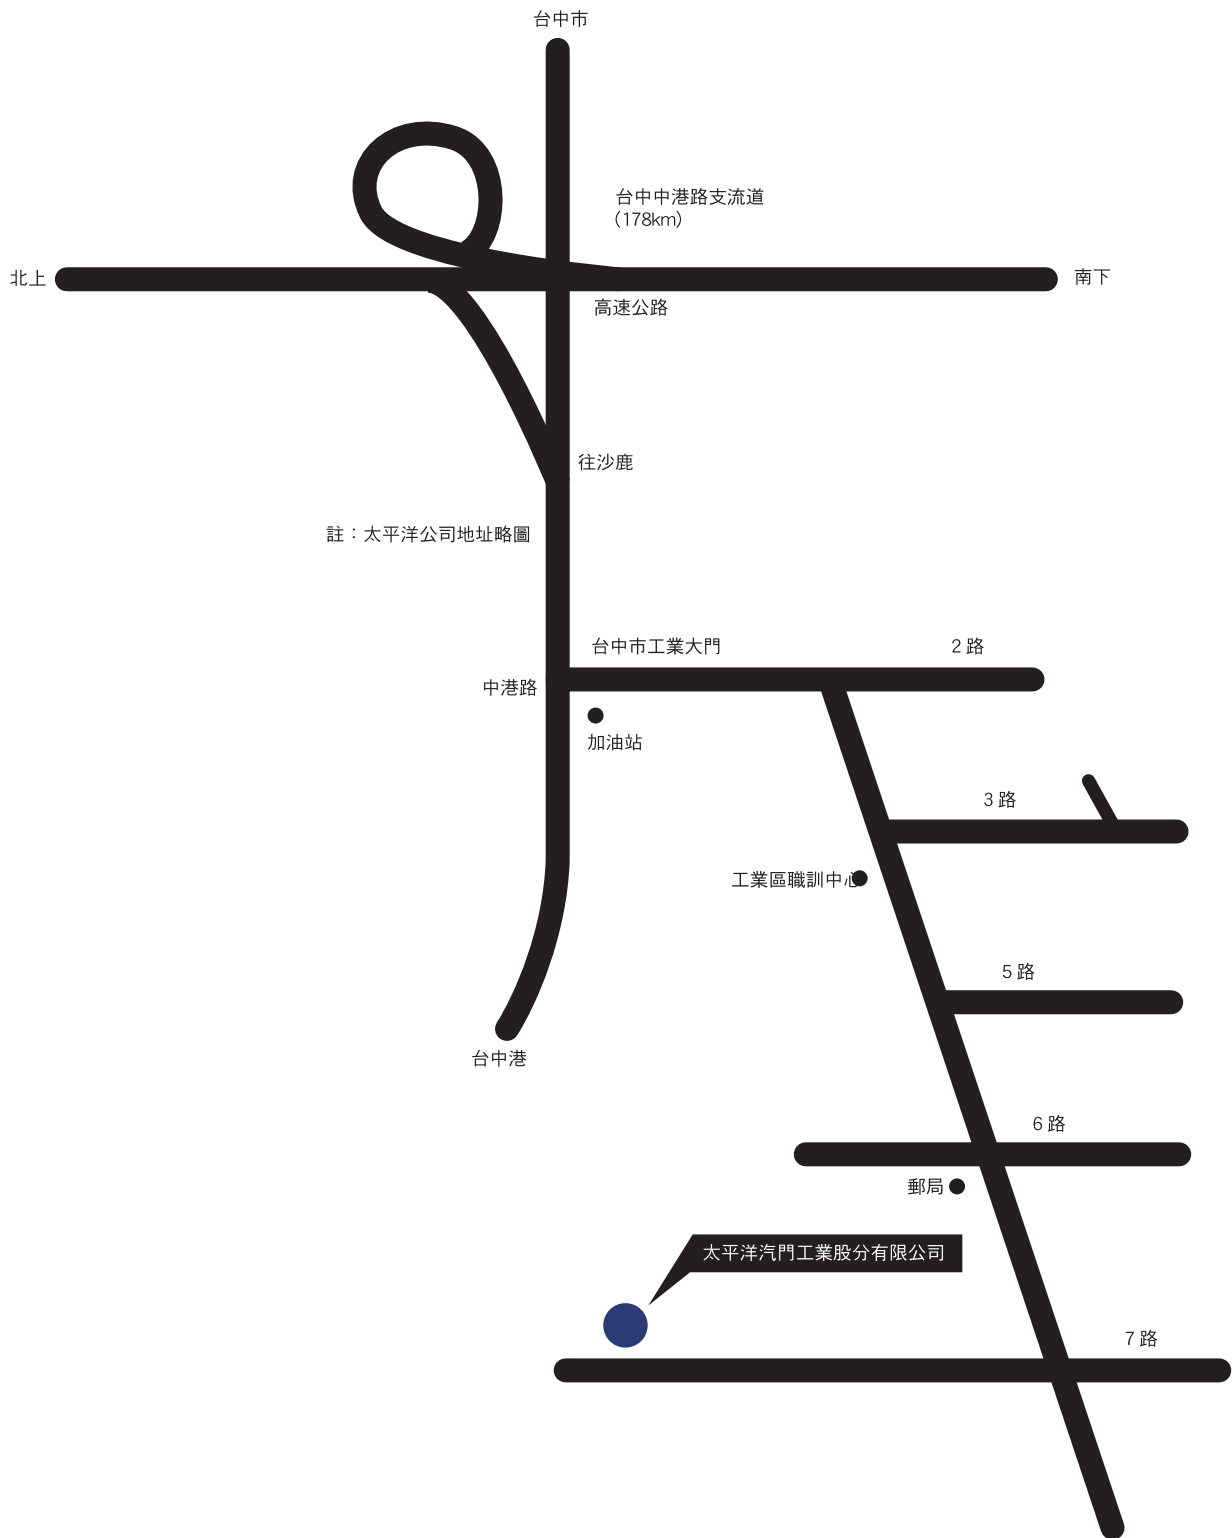 台中市
台中中港路支流道
(178km)
北上
南下
高速公路
往沙鹿
註：太平洋公司地址略圖
台中市工業大門
2 路
中港路
加油站
3 路
工業區職訓中心
5 路
台中港
6 路
郵局
太平洋汽門工業股分有限公司
7 路